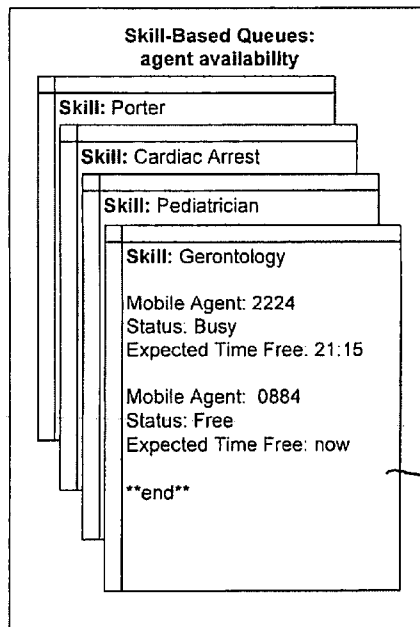 Skill-Based Queues:
agent availability
Skill: Porter
Skill: Cardiac Arrest
Skill: Pediatrician
Skill: Gerontology
Mobile Agent: 2224
Status: Busy
Expected Time Free: 21:15
Mobile Agent: 0884
Status: Free
Expected Time Free: now
**end**